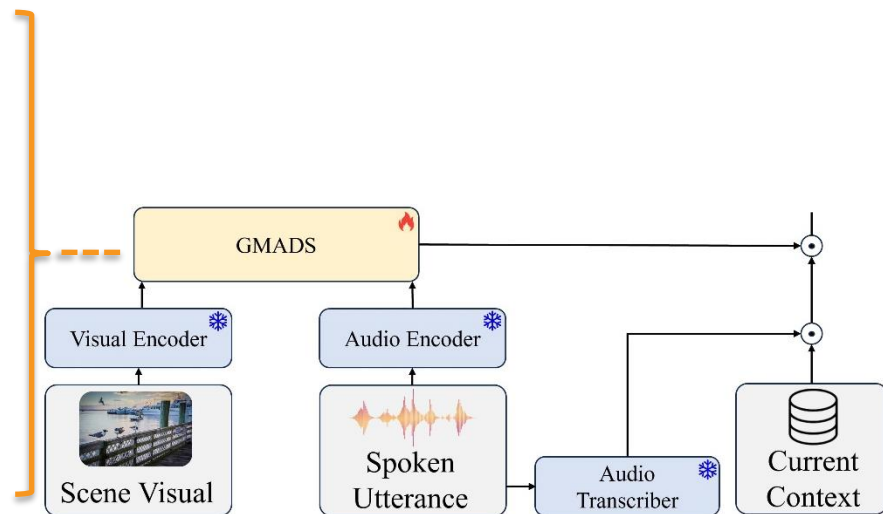 GMADS
Visual Encoder
Audio Encoder
Scene Visual
Spoken
Utterance
Audio
Transcriber
Current
Context